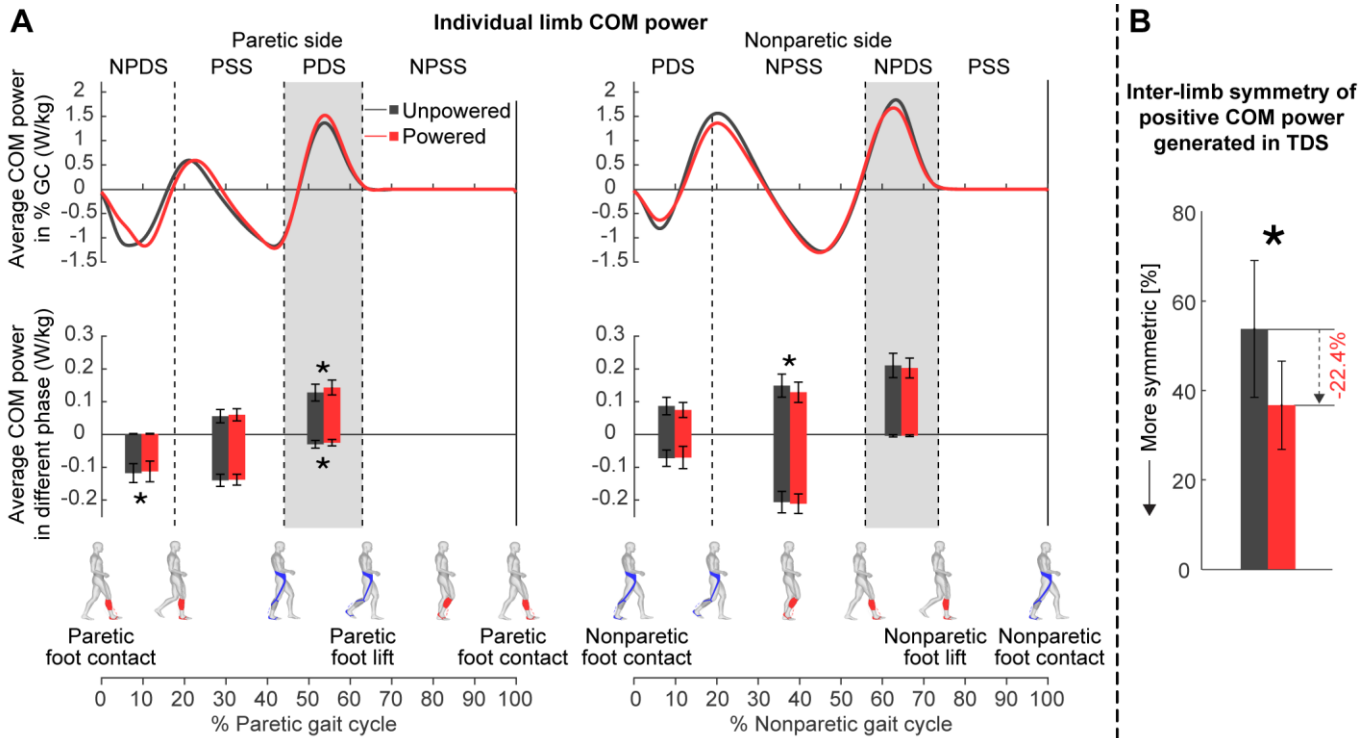 A
Individual limb COM power
Paretic side
NPDS PSS PDS NPSS
Average COM power
in % GC (W/kg)
2
1.5
1
0.5
0
-0.5
-1
-1.5
Unpowered
Powered
Average COM power
in different phase (W/kg)
0.3
0.2
0.1
0
-0.1
-0.2
*
*
*
Paretic
foot contact
Paretic
foot lift
Paretic
foot contact
0 10 20 30 40 50 60 70 80 90 100
% Paretic gait cycle
Nonparetic side
PDS NPSS NPDS PSS
2
1.5
1
0.5
0
-0.5
-1
-1.5
0.3
0.2
0.1
0
-0.1
0.2
*
Nonparetic
foot contact
Nonparetic
foot lift
Nonparetic
foot contact
0 10 20 30 40 50 60 70 80 90 100
% Nonparetic gait cycle
B
Inter-limb symmetry of
positive COM power
generated in TDS
More symmetric [%]
80
60
40
20
0
*
-22.4%